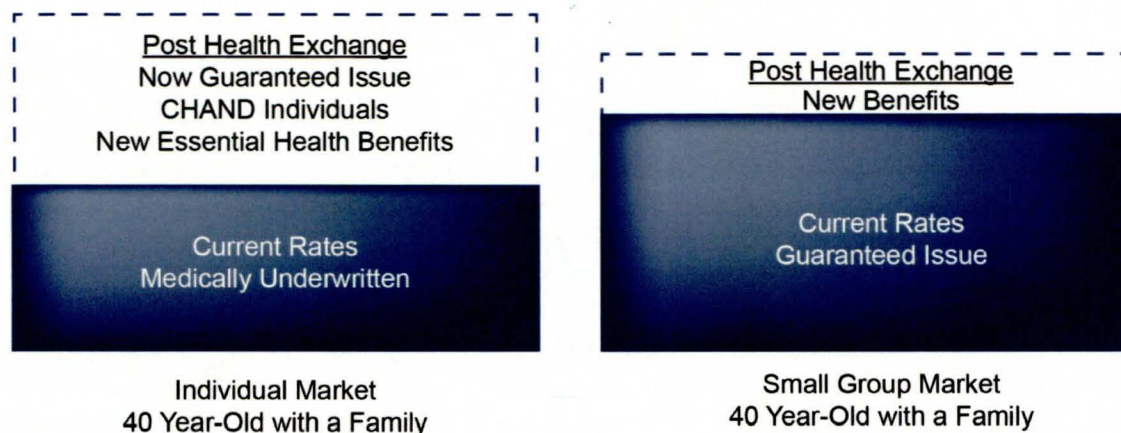 Post Health Exchange
Now Guaranteed Issue
CHAND Individuals
New Essential Health Benefits
Current Rates
Medically Underwritten
Individual Market
40 Year-Old with a Family
Post Health Exchange
New Benefits
Current Rates
Guaranteed Issue
Small Group Market
40 Year-Old with a Family